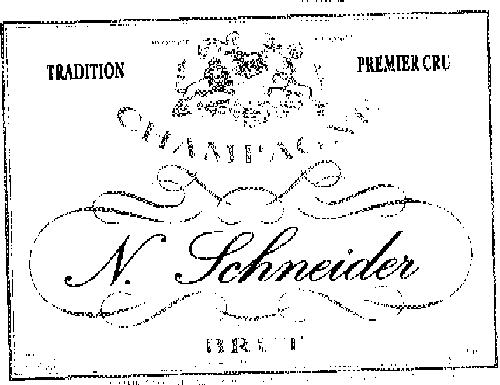 TRADITION
PREMIER CRU
CHAMPAGNE
N. Schneider
BRUT